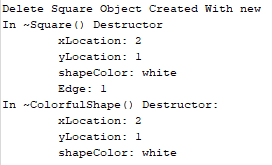 Delete Square Object Created With new
In ~Square() Destructor
xLocation: 2
yLocation: 1
shapeColor: white
Edge: 1
In ~ColorfulShape() Destructor:
xLocation: 2
yLocation: 1
shapeColor: white